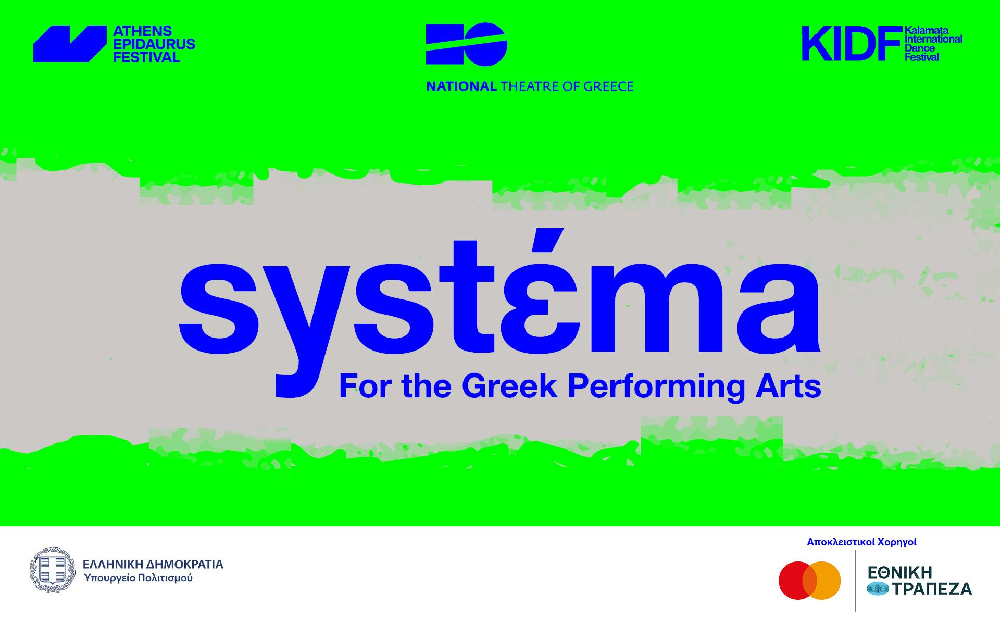 ATHENS
EPIDAURUS
FESTIVAL
NATIONAL THEATRE OF GREECE
KIDF
Kalamata
International
Dance
Festival
systέma
For the Greek Performing Arts
ΕΛΛΗΝΙΚΗ ΔΗΜΟΚΡΑΤΙΑ
Υπουργείο Πολιτισμού
Αποκλειστικοί Χορηγοί
ΕΘΝΙΚΗ
ΤΡΑΠΕΖΑ